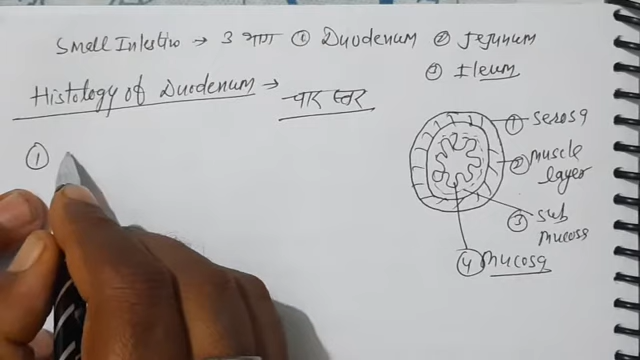 Small Intestio → 3 भाग ① Duodenum ② Jejunum
③ Ileum
Histology of Duodenum →
चार स्तर
①
① serosa
② muscle
layer
③ sub
mucosa
④ mucosa